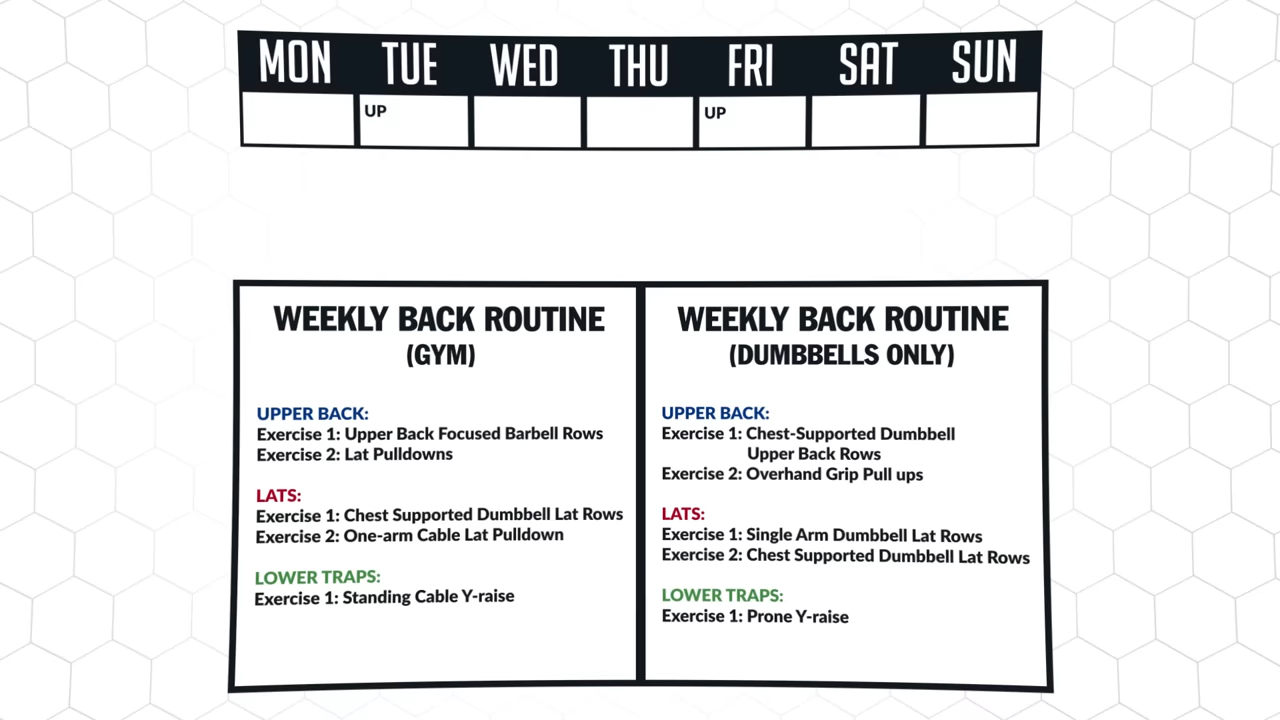 MON TUE WED THU FRI SAT SUN
UP UP
WEEKLY BACK ROUTINE
(GYM)
UPPER BACK:
Exercise 1: Upper Back Focused Barbell Rows
Exercise 2: Lat Pulldowns
LATS:
Exercise 1: Chest Supported Dumbbell Lat Rows
Exercise 2: One-arm Cable Lat Pulldown
LOWER TRAPS:
Exercise 1: Standing Cable Y-raise
WEEKLY BACK ROUTINE
(DUMBBELLS ONLY)
UPPER BACK:
Exercise 1: Chest-Supported Dumbbell
Upper Back Rows
Exercise 2: Overhand Grip Pull ups
LATS:
Exercise 1: Single Arm Dumbbell Lat Rows
Exercise 2: Chest Supported Dumbbell Lat Rows
LOWER TRAPS:
Exercise 1: Prone Y-raise